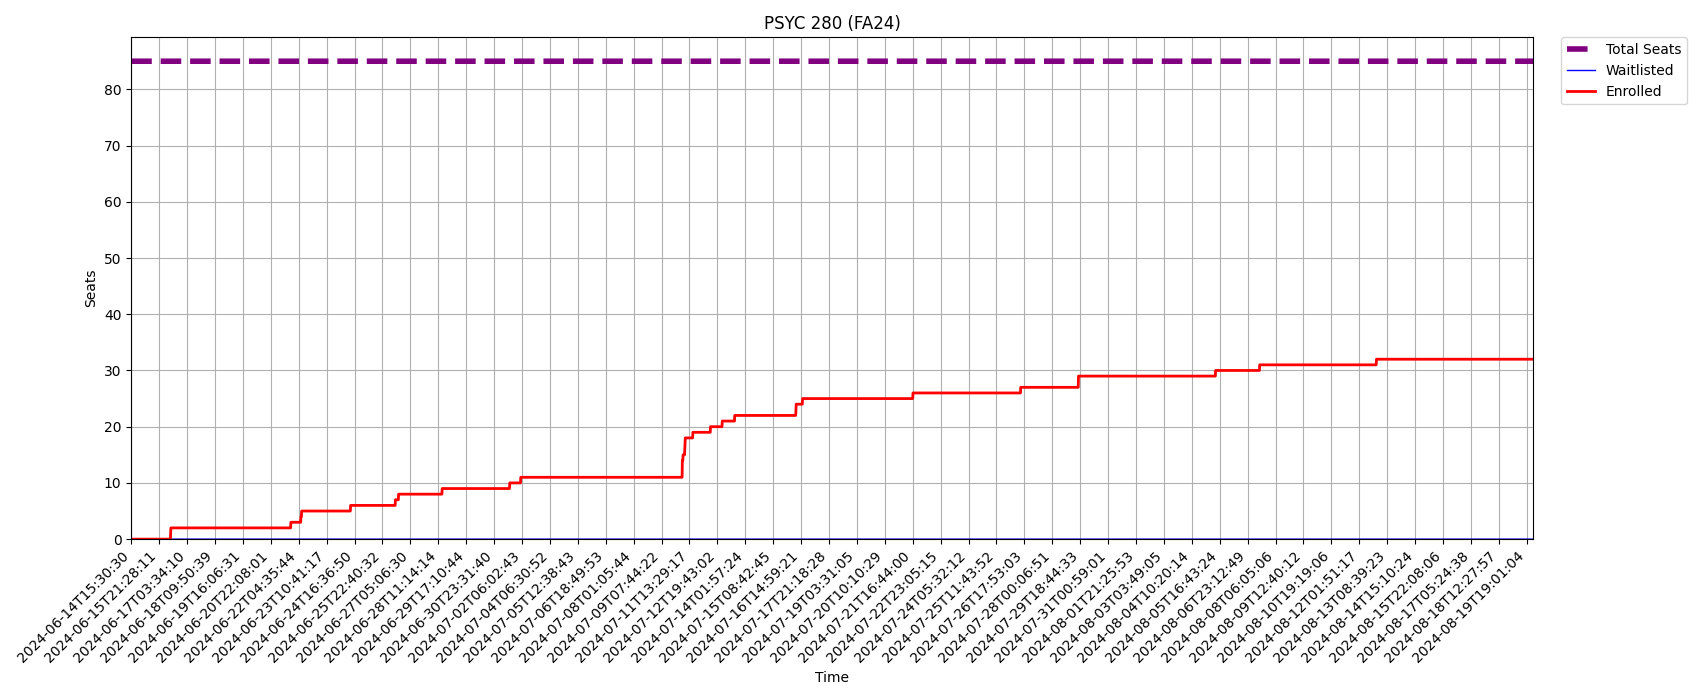 PSYC 280 (FA24)
Total Seats
Waitlisted
Enrolled
Seats
80
70
60
50
40
30
20
10
0
2024-06-14T15:30:30
2024-06-15T21:28:11
2024-06-17T03:34:10
2024-06-18T09:50:39
2024-06-19T16:06:31
2024-06-20T22:08:01
2024-06-22T04:35:44
2024-06-23T10:41:17
2024-06-24T16:36:50
2024-06-25T22:40:32
2024-06-27T05:06:30
2024-06-28T11:14:14
2024-06-29T17:10:44
2024-06-30T23:31:40
2024-07-02T06:02:43
2024-07-04T06:30:52
2024-07-05T12:38:43
2024-07-06T18:49:53
2024-07-08T01:05:44
2024-07-09T07:44:22
2024-07-11T13:29:17
2024-07-12T19:43:02
2024-07-14T01:57:24
2024-07-15T08:42:45
2024-07-16T14:59:21
2024-07-17T21:18:28
2024-07-19T03:31:05
2024-07-20T10:10:29
2024-07-21T16:44:00
2024-07-22T23:05:15
2024-07-24T05:32:12
2024-07-25T11:43:52
2024-07-26T17:53:03
2024-07-28T00:06:51
2024-07-29T18:44:33
2024-07-31T00:59:01
2024-08-01T11:25:53
2024-08-03T03:49:05
2024-08-04T10:20:14
2024-08-05T16:43:24
2024-08-06T23:12:49
2024-08-08T06:05:06
2024-08-09T12:40:12
2024-08-10T19:19:06
2024-08-12T01:51:17
2024-08-13T08:39:23
2024-08-14T15:10:24
2024-08-15T22:08:06
2024-08-17T05:24:38
2024-08-18T12:27:57
2024-08-19T19:01:04
Time